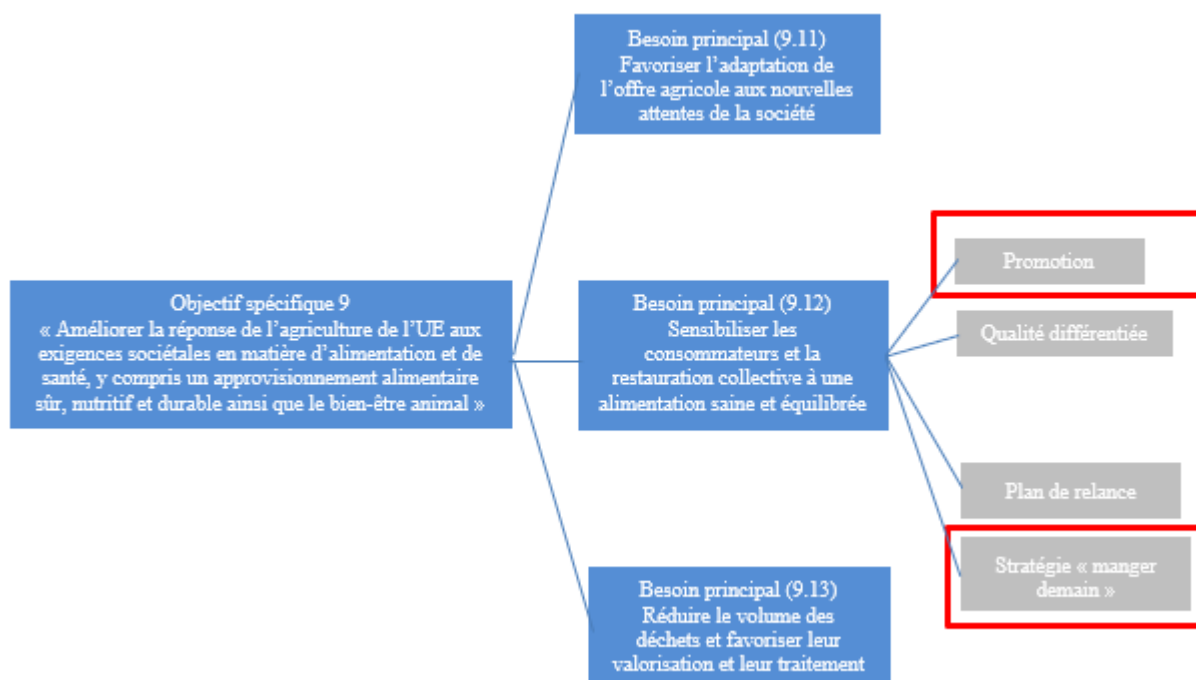 Besoin principal (9.11)
Favoriser l'adaptation de
l'offre agricole aux nouvelles
attentes de la société
Objectif spécifique 9
« Améliorer la réponse de l'agriculture de l'UE aux
exigences sociétales en matière d'alimentation et de
santé, y compris un approvisionnement alimentaire
sûr, nutritif et durable ainsi que le bien-être animal »
Besoin principal (9.12)
Sensibiliser les
consommateurs et la
restauration collective à une
alimentation saine et équilibrée
Promotion
Qualité différentiée
Plan de relance
Stratégie « manger
demain »
Besoin principal (9.13)
Réduire le volume des
déchets et favoriser leur
valorisation et leur traitement